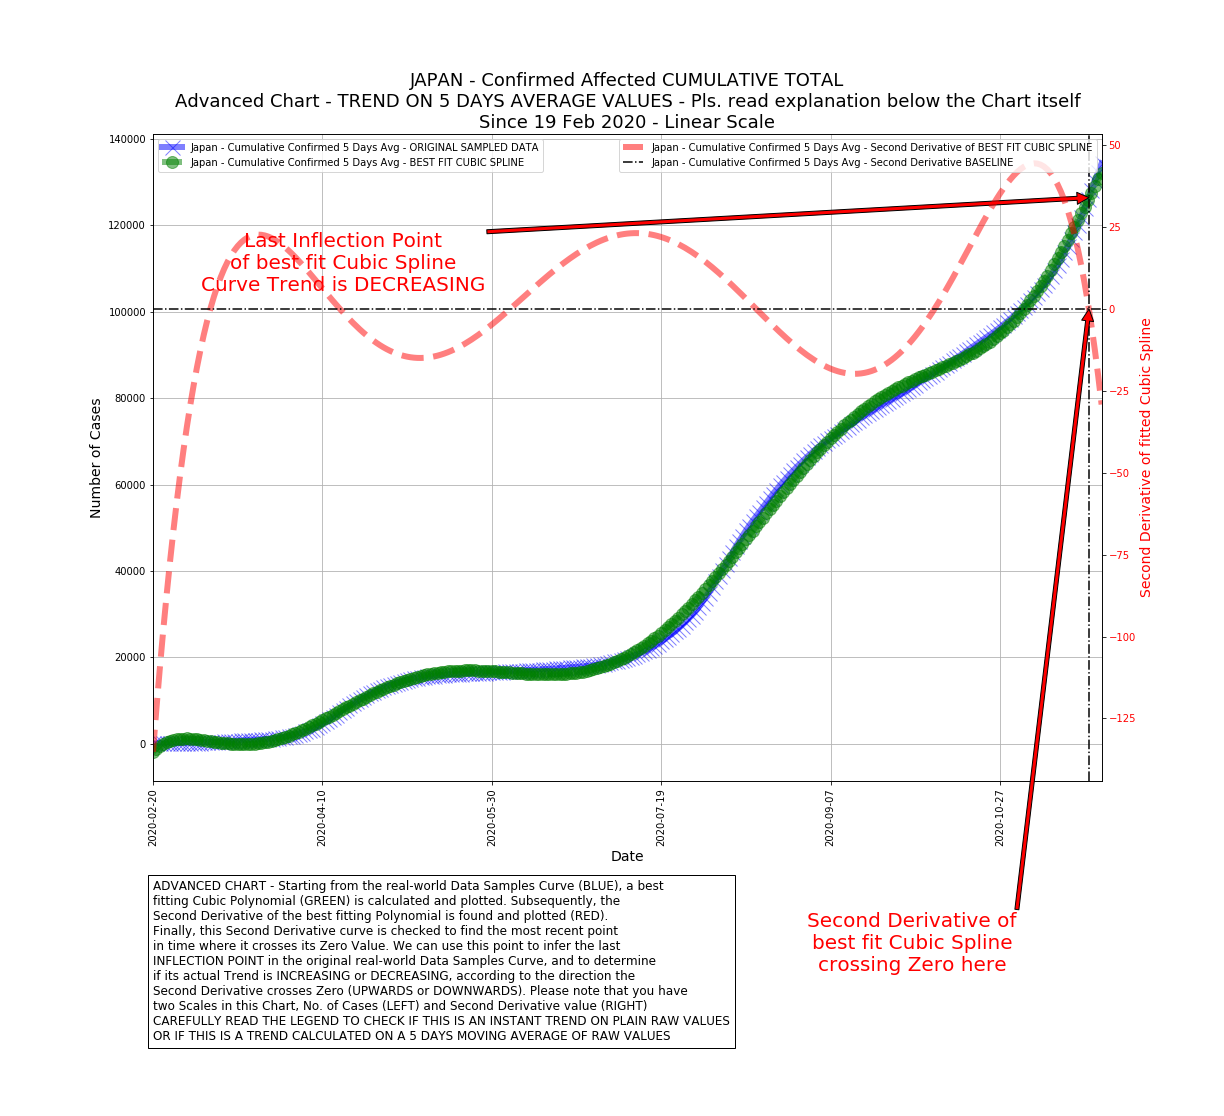 JAPAN - Confirmed Affected CUMULATIVE TOTAL
Advanced Chart - TREND ON 5 DAYS AVERAGE VALUES - Pls. read explanation below the Chart itself
Since 19 Feb 2020 - Linear Scale
Japan - Cumulative Confirmed 5 Days Avg - ORIGINAL SAMPLED DATA
Japan - Cumulative Confirmed 5 Days Avg - BEST FIT CUBIC SPLINE
Japan - Cumulative Confirmed 5 Days Avg - Second Derivative of BEST FIT CUBIC SPLINE
Japan - Cumulative Confirmed 5 Days Avg - Second Derivative BASELINE
Last Inflection Point
of best fit Cubic Spline
Curve Trend is DECREASING
Number of Cases
140000
120000
100000
80000
60000
40000
20000
0
50
25
0
−25
−50
−75
−100
−125
Second Derivative of fitted Cubic Spline
2020-02-20
2020-04-10
2020-05-30
2020-07-19
2020-09-07
2020-10-27
Date
Second Derivative of
best fit Cubic Spline
crossing Zero here
ADVANCED CHART - Starting from the real-world Data Samples Curve (BLUE), a best
fitting Cubic Polynomial (GREEN) is calculated and plotted. Subsequently, the
Second Derivative of the best fitting Polynomial is found and plotted (RED).
Finally, this Second Derivative curve is checked to find the most recent point
in time where it crosses its Zero Value. We can use this point to infer the last
INFLECTION POINT in the original real-world Data Samples Curve, and to determine
if its actual Trend is INCREASING or DECREASING, according to the direction the
Second Derivative crosses Zero (UPWARDS or DOWNWARDS). Please note that you have
two Scales in this Chart, No. of Cases (LEFT) and Second Derivative value (RIGHT)
CAREFULLY READ THE LEGEND TO CHECK IF THIS IS AN INSTANT TREND ON PLAIN RAW VALUES
OR IF THIS IS A TREND CALCULATED ON A 5 DAYS MOVING AVERAGE OF RAW VALUES